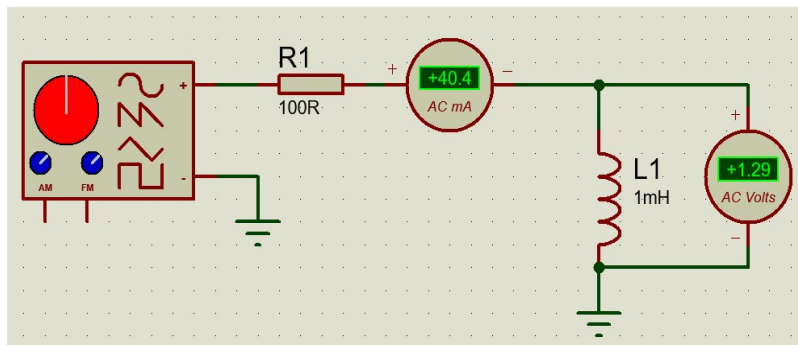 R1
100R
+
-
AM
FM
+
+40.4
AC mA
−
L1
1mH
+
+1.29
AC Volts
−